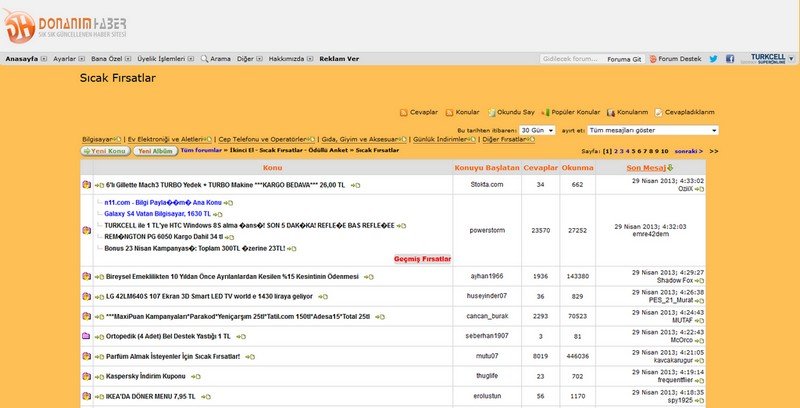 DONANIMHABER
SIK SIK GÜNCELLENEN HABER SİTESİ
Anasayfa Ayarlar Bana Özel Üyelik İşlemleri Arama Diğer Hakkımızda Reklam Ver Gidilecek forum... Foruma Git Forum Destek TURKCELL
SUPERONLINE
Sıcak Fırsatlar
Cevaplar Konular Okundu Say Popüler Konular Konularım Cevapladıklarım
Bu tarihten itibaren: 30 Gün ayırt et: Tüm mesajları göster
Bilgisayar | Ev Elektroniği ve Aletleri | Cep Telefonu ve Operatörler | Gıda, Giyim ve Aksesuar | Günlük İndirimler | Diğer Fırsatlar
Yeni Konu Yeni Albüm Tüm forumlar » İkinci El - Sıcak Fırsatlar - Ödüllü Anket » Sıcak Fırsatlar Sayfa: [1] 2 3 4 5 6 7 8 9 10 sonraki > >>
Konu Konuyu Başlatan Cevaplar Okunma Son Mesaj
6'lı Gillette Mach3 TURBO Yedek + TURBO Makine ***KARGO BEDAVA*** 26,00 TL Stokta.com 34 662 29 Nisan 2013; 4:33:02
OziiX
n11.com - Bilgi Payla��m� Ana Konu
Galaxy S4 Vatan Bilgisayar, 1630 TL
TURKCELL ile 1 TL'ye HTC Windows 8S alma �ans�! SON 5 DAK�KA! REFLE�E BAS REFLE�EE powerstorm 23570 27252 29 Nisan 2013; 4:32:03
emre42dem
REM�NGTON PG 6050 Kargo Dahil 34 tl
Bonus 23 Nisan Kampanyas�: Toplam 300TL �zerine 23TL!
Geçmiş Fırsatlar
Bireysel Emeklilikten 10 Yıldan Önce Ayrılanlardan Kesilen %15 Kesintinin Ödenmesi ayhan1966 1936 143380 29 Nisan 2013; 4:29:27
Shadow Fox
LG 42LM640S 107 Ekran 3D Smart LED TV world e 1430 liraya geliyor huseyinder07 36 829 29 Nisan 2013; 4:26:38
PES_21_Murat
***MaxiPuan Kampanyaları*Parakod*Yeniçarşım 250tl*Tatil.com 150tl*Adesa15*Total 25tl cancan_burak 2293 70523 29 Nisan 2013; 4:24:43
MUTAF
Ortopedik (4 Adet) Bel Destek Yastığı 1 TL seberhan1907 3 81 29 Nisan 2013; 4:22:43
McOrco
Parfüm Almak İsteyenler İçin Sıcak Fırsatlar! mutu07 8019 446036 29 Nisan 2013; 4:21:05
kavcakarugur
Kaspersky İndirim Kuponu thuglife 23 702 29 Nisan 2013; 4:19:14
frequentflier
IKEA'DA DÖNER MENU 7,95 TL erolustun 56 1170 29 Nisan 2013; 4:18:35
spy1925